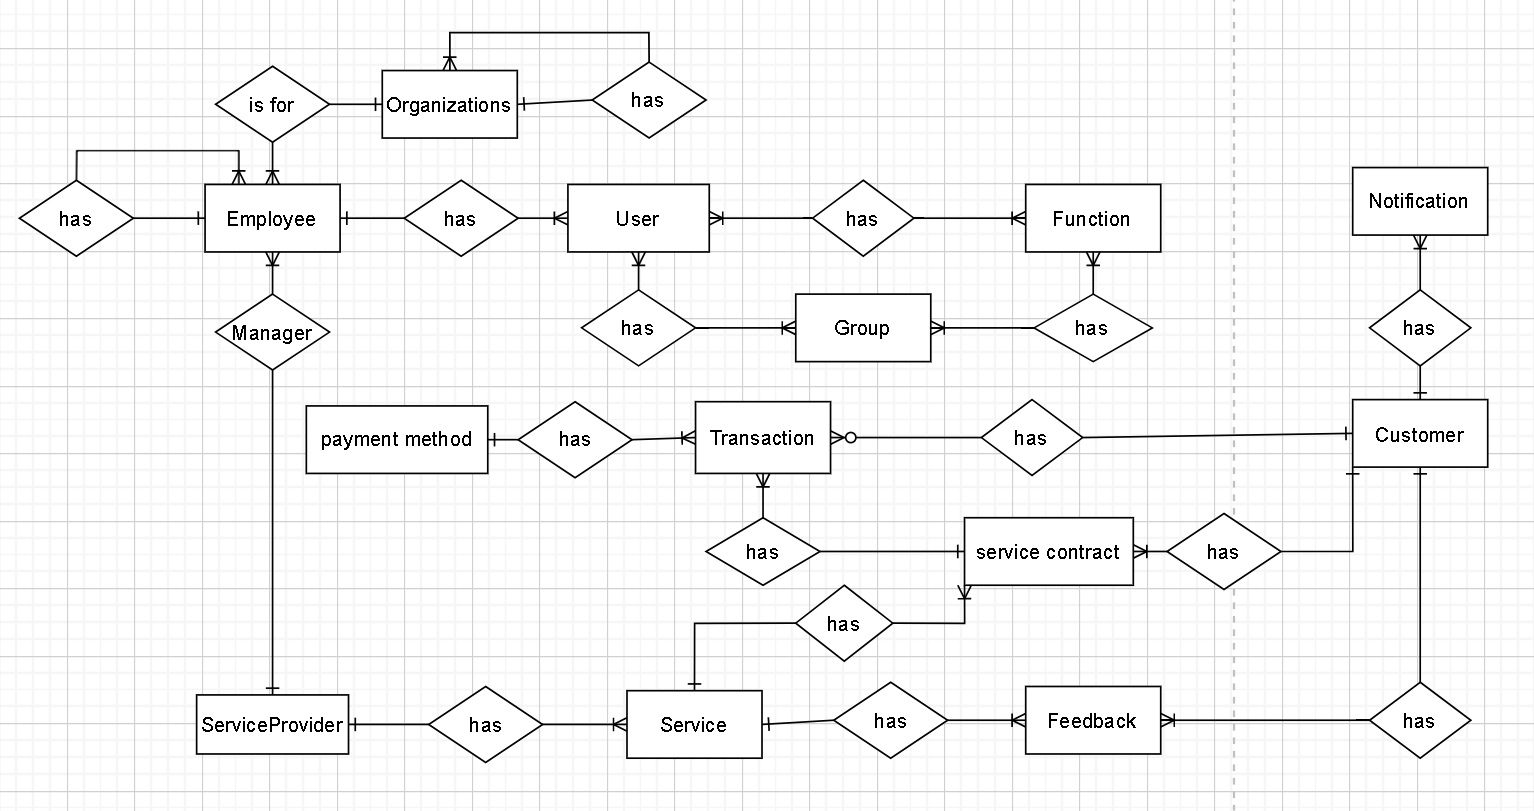 is for
Organizations
has
has
Employee
has
User
has
Function
Notification
Manager
has
Group
has
has
payment method
has
Transaction
has
Customer
has
service contract
has
has
ServiceProvider
has
Service
has
Feedback
has